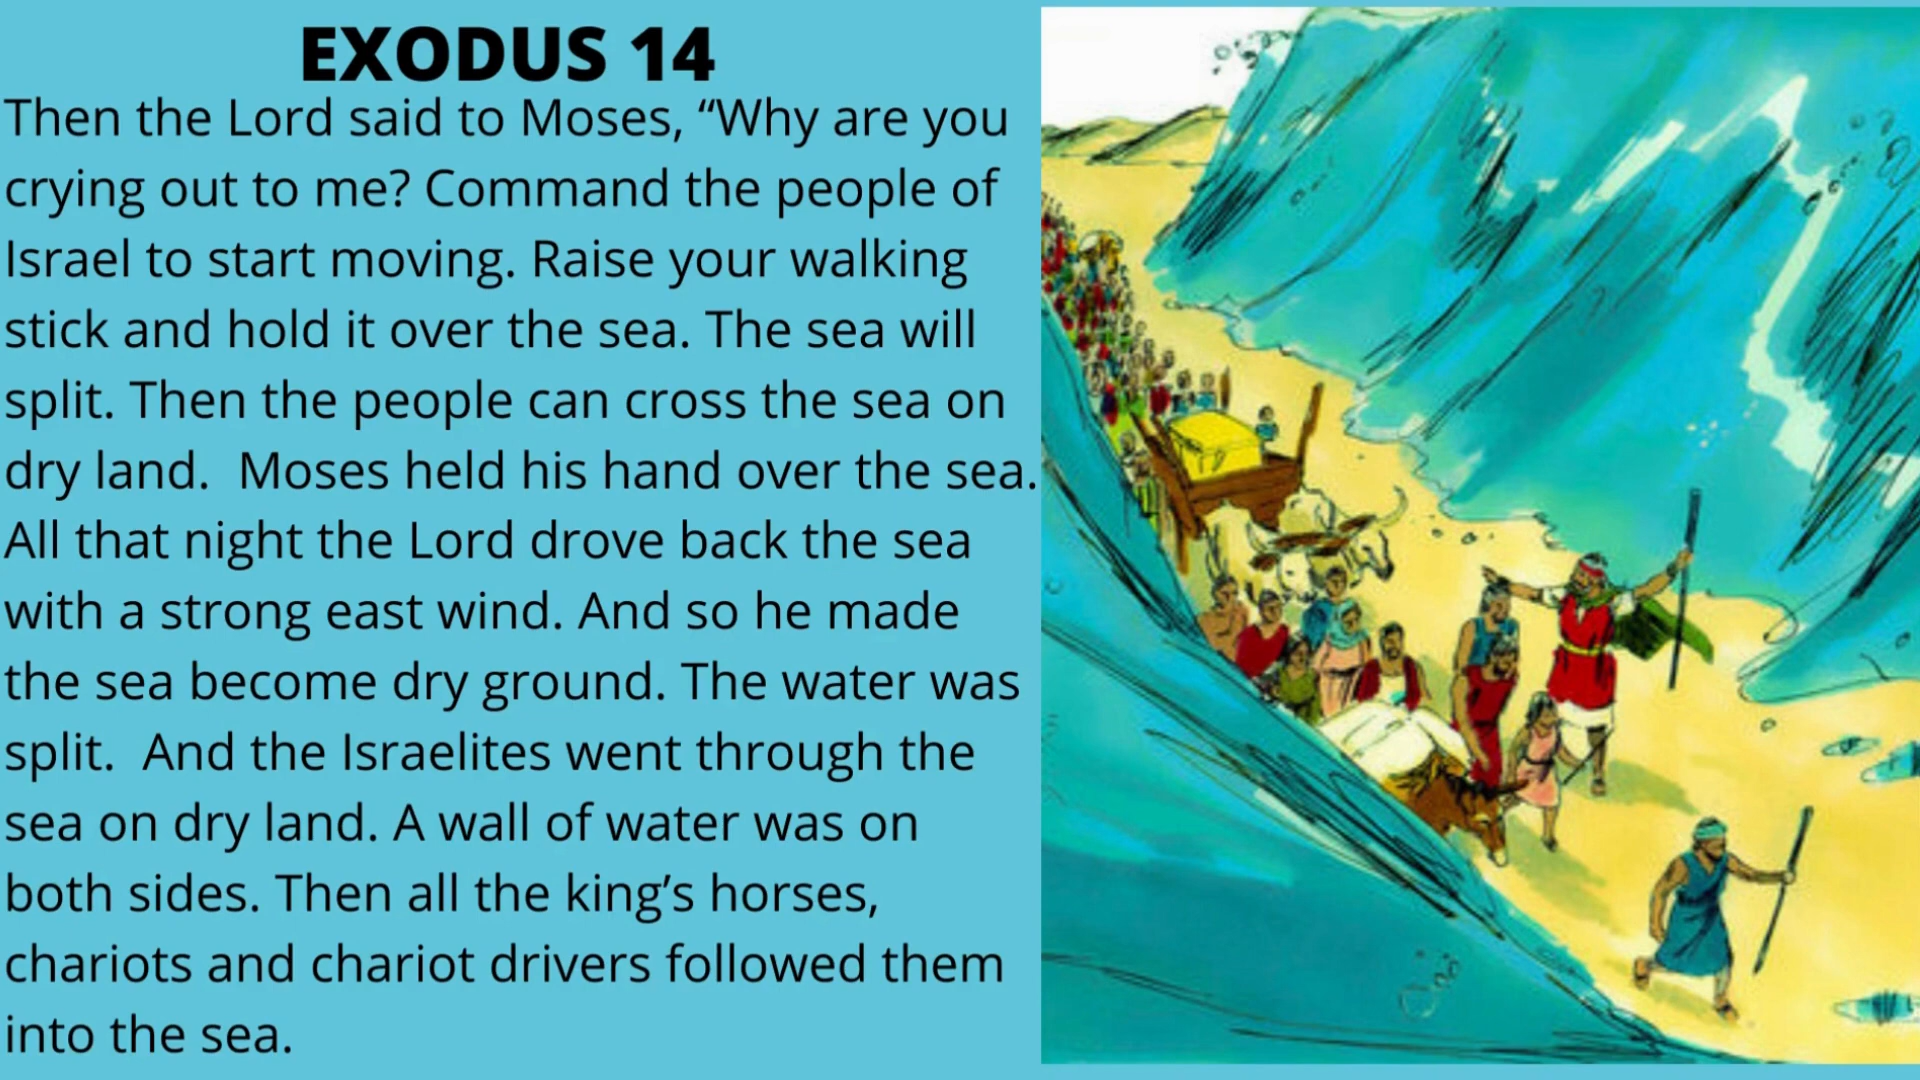 EXODUS 14
Then the Lord said to Moses, “Why are you
crying out to me? Command the people of
Israel to start moving. Raise your walking
stick and hold it over the sea. The sea will
split. Then the people can cross the sea on
dry land.  Moses held his hand over the sea.
All that night the Lord drove back the sea
with a strong east wind. And so he made
the sea become dry ground. The water was
split.  And the Israelites went through the
sea on dry land. A wall of water was on
both sides. Then all the king’s horses,
chariots and chariot drivers followed them
into the sea.